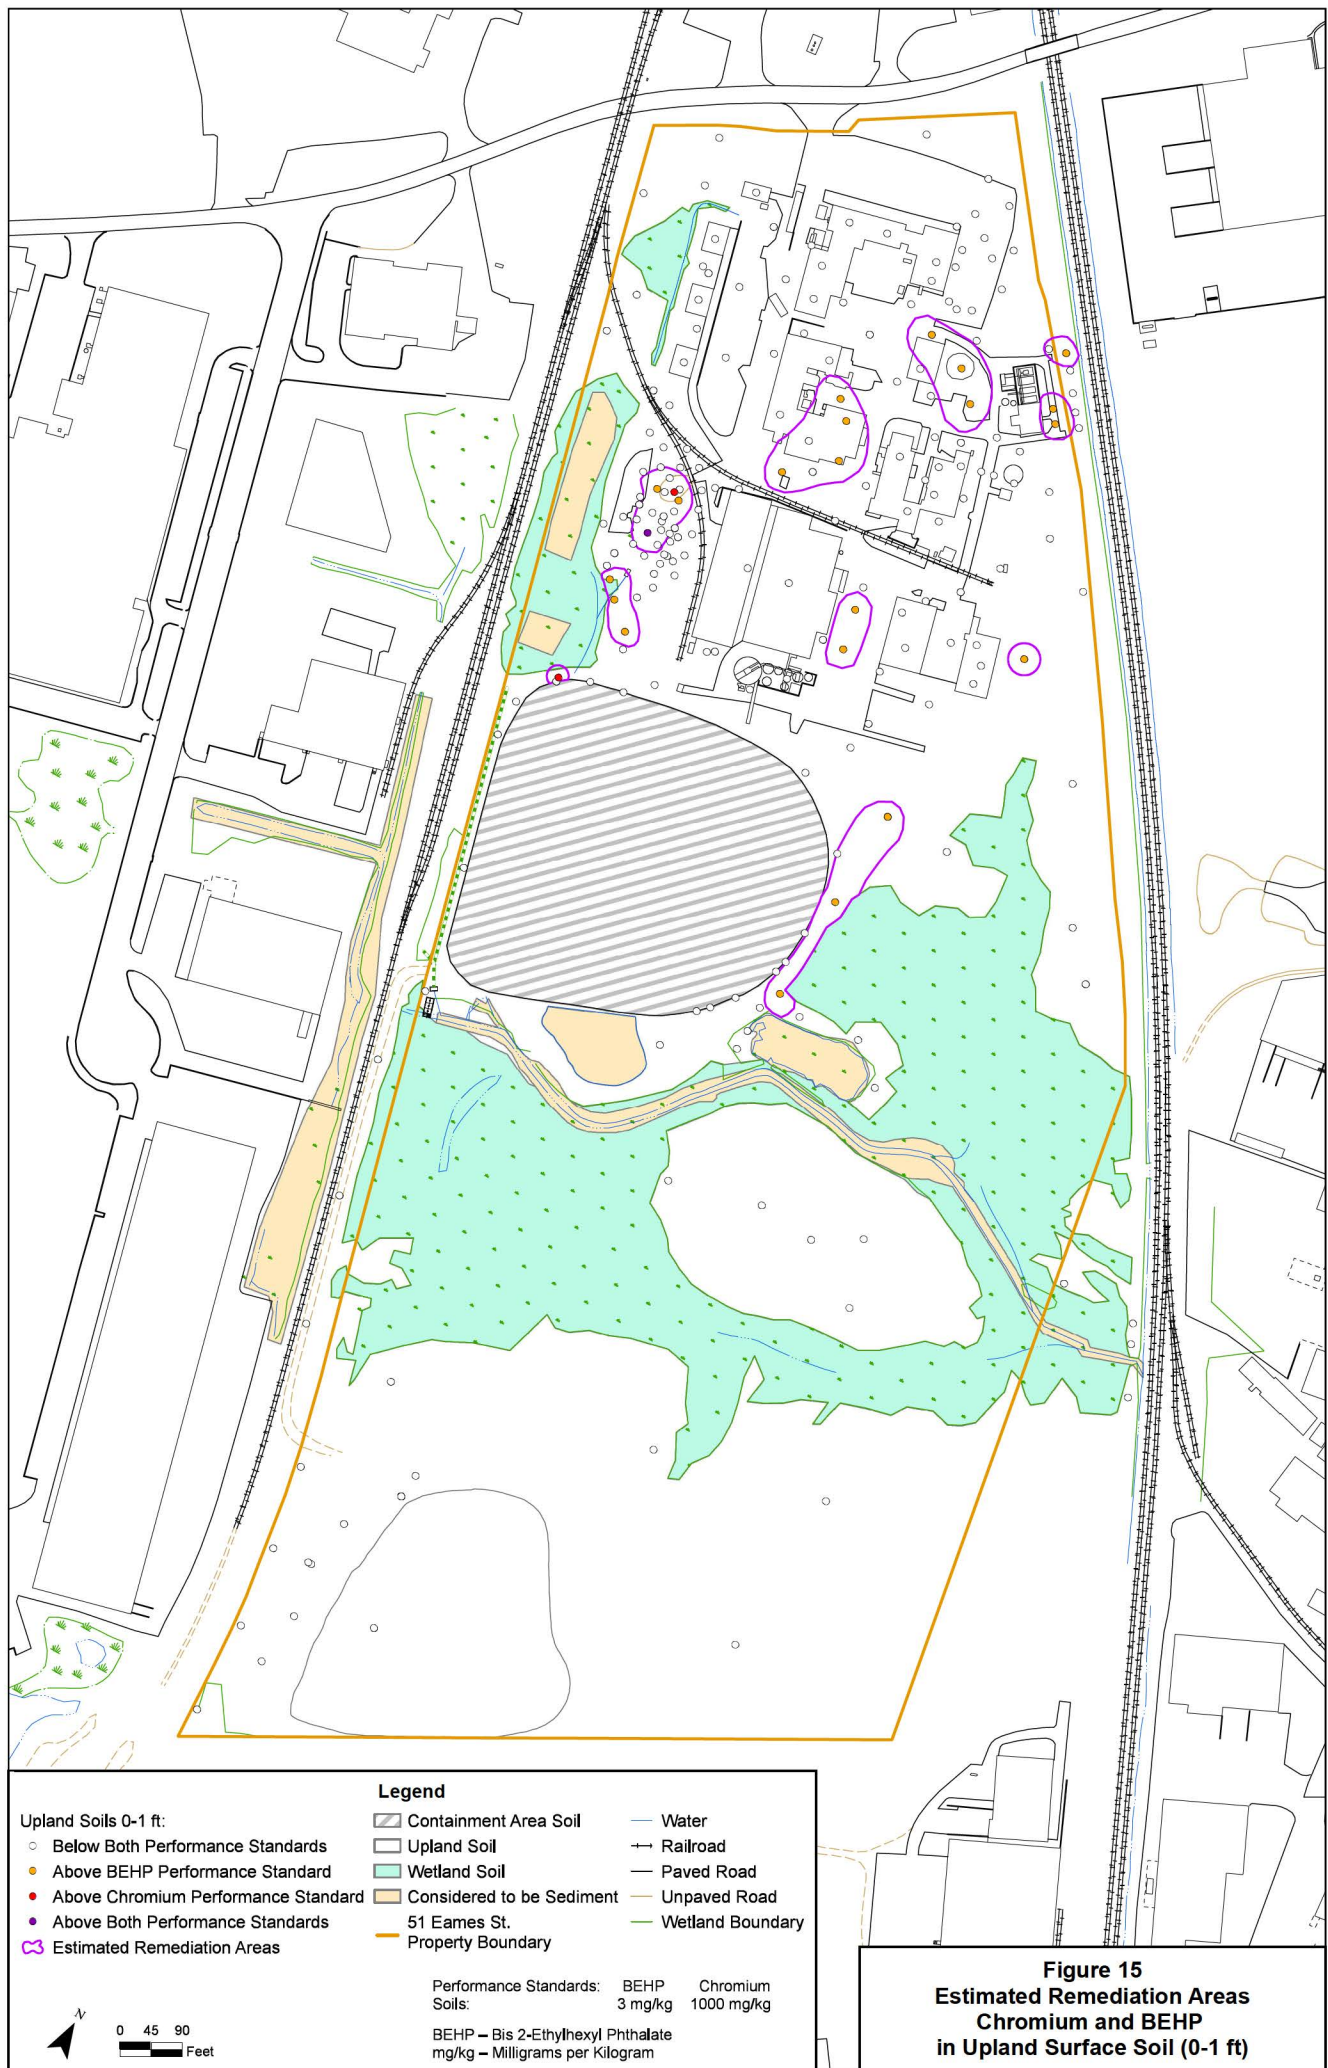 Legend
Upland Soils 0-1 ft:
Below Both Performance Standards
Above BEHP Performance Standard
Above Chromium Performance Standard
Above Both Performance Standards
Estimated Remediation Areas
Containment Area Soil
Upland Soil
Wetland Soil
Considered to be Sediment
51 Eames St.
Property Boundary
Water
Railroad
Paved Road
Unpaved Road
Wetland Boundary
Performance Standards: BEHP Chromium
Soils: 3 mg/kg 1000 mg/kg
BEHP – Bis 2-Ethylhexyl Phthalate
mg/kg – Milligrams per Kilogram
N
0 45 90
Feet
Figure 15
Estimated Remediation Areas
Chromium and BEHP
in Upland Surface Soil (0-1 ft)